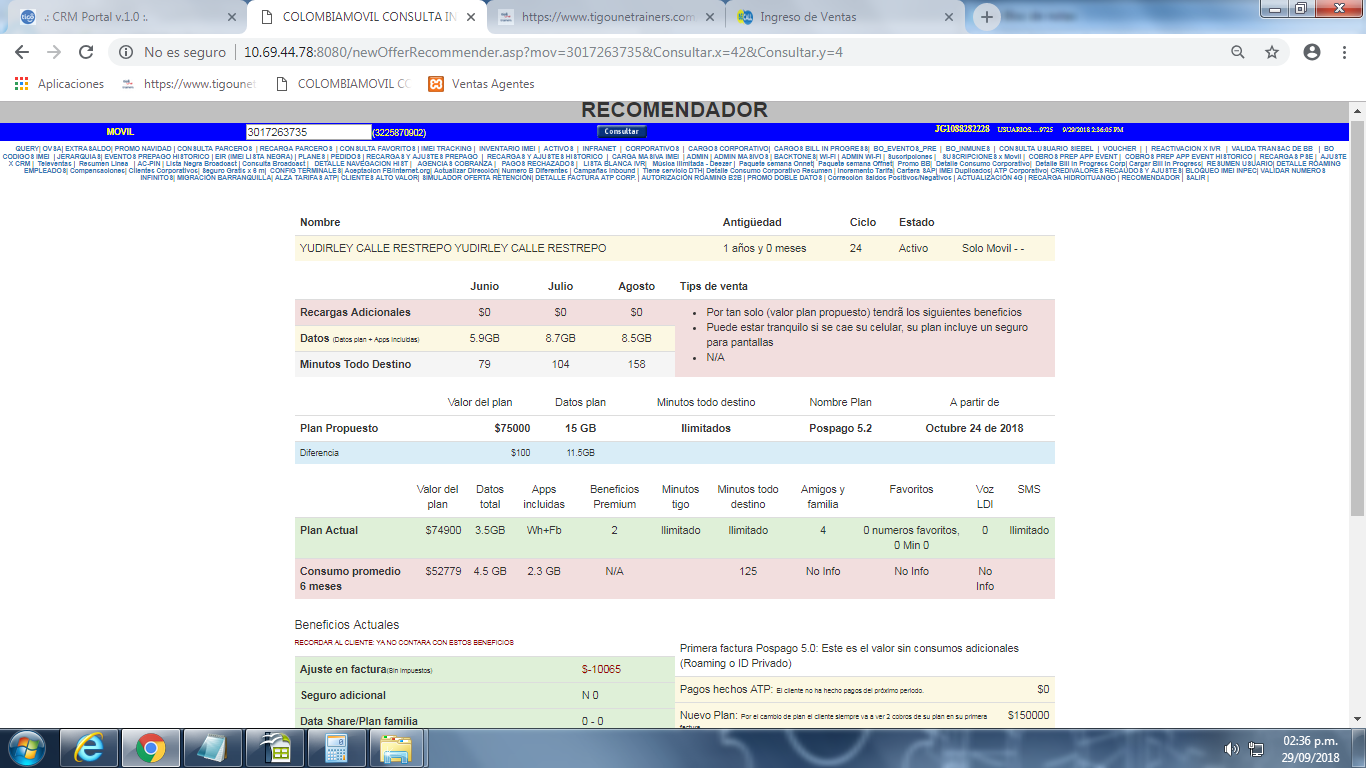 .: CRM Portal v.1.0 :.
COLOMBIAMOVIL CONSULTA IN
https://www.tigounetrainers.com
Ingreso de Ventas
No es seguro | 10.69.44.78:8080/newOfferRecommender.asp?mov=3017263735&Consultar.x=42&Consultar.y=4
Aplicaciones
https://www.tigounet
COLOMBIAMOVIL CO
Ventas Agentes
RECOMENDADOR
MOVIL 3017263735 (3225870902) Consultar JG1088282228 USUARIOS....9725 9/29/2018 2:36:05 PM
QUERY| OVSA| EXTRASALDO| PROMO NAVIDAD | CONSULTA PARCEROS | RECARGA PARCEROS | CONSULTA FAVORITOS | IMEI TRACKING | INVENTARIO IMEI | ACTIVOS | INFRANET | CORPORATIVOS | CARGOS CORPORATIVO| CARGOS BILL IN PROGRESS| BO_EVENTOS_PRE | BO_INMUNES | CONSULTA USUARIO SIEBEL | VOUCHER | | REACTIVACION X IVR | VALIDA TRANSAC DE BB | BO
CODIGOS IMEI | JERARQUIAS| EVENTOS PREPAGO HISTORICO | EIR (IMEI LISTA NEGRA) | PLANES | PEDIDOS | RECARGAS Y AJUSTES PREPAGO | RECARGAS Y AJUSTES HISTORICO | CARGA MASIVA IMEI | ADMIN | ADMIN MASIVOS | BACKTONES| WI-FI | ADMIN WI-FI | Suscripciones | SUSCRIPCIONES x Movil | COBROS PREP APP EVENT | COBROS PREP APP EVENT HISTORICO | RECARGAS PSE | AJUSTE
X CRM | Televentas | Resumen Linea | AC-PIN | Lista Negra Broadcast | Consulta Broadcast | DETALLE NAVEGACION HIST | AGENCIAS COBRANZA | PAGOS RECHAZADOS | LISTA BLANCA IVR| Música Ilimitada - Deezer | Paquete semana Onnet| Paquete semana Offnet| Promo BB| Detalle Consumo Corporativo| Detalle Bill In Progress Corp| Cargar Bill In Progress| RESUMEN USUARIO| DETALLE ROAMING
EMPLEADOS| Compensaciones| Clientes Corporativos| Seguro Gratis x 6 m| CONFIG TERMINALES| Aceptacion FB/Internet.org| Actualizar Dirección| Numero B Diferentes | Campañas Inbound | Tiene servicio DTH| Detalle Consumo Corporativo Resumen | Incremento Tarifa| Cartera SAP| IMEI Duplicados| ATP Corporativo| CREDIVALORES RECAUDOS Y AJUSTES| BLOQUEO IMEI INPEC| VALIDAR NUMEROS
INFINITOS| MIGRACIÓN BARRANQUILLA| ALZA TARIFAS ATP| CLIENTES ALTO VALOR| SIMULADOR OFERTA RETENCIÓN| DETALLE FACTURA ATP CORP. | AUTORIZACIÓN ROAMING B2B | PROMO DOBLE DATOS | Corrección Saldos Positivos/Negativos | ACTUALIZACIÓN 4G | RECARGA HIDROITUANGO | RECOMENDADOR | SALIR |
Nombre Antigüedad Ciclo Estado
YUDIRLEY CALLE RESTREPO YUDIRLEY CALLE RESTREPO 1 años y 0 meses 24 Activo Solo Movil - -
Junio Julio Agosto Tips de venta
Recargas Adicionales $0 $0 $0
Datos (Datos plan + Apps incluidas) 5.9GB 8.7GB 8.5GB
Minutos Todo Destino 79 104 158
• Por tan solo (valor plan propuesto) tendrã los siguientes beneficios
• Puede estar tranquilo si se cae su celular, su plan incluye un seguro
para pantallas
• N/A
Valor del plan Datos plan Minutos todo destino Nombre Plan A partir de
Plan Propuesto $75000 15 GB Ilimitados Pospago 5.2 Octubre 24 de 2018
Diferencia $100 11.5GB
Valor del Datos Apps Beneficios Minutos Minutos todo Amigos y Favoritos Voz SMS
plan total incluidas Premium tigo destino familia LDI
Plan Actual $74900 3.5GB Wh+Fb 2 Ilimitado Ilimitado 4 0 numeros favoritos, 0 Ilimitado
0 Min 0
Consumo promedio $52779 4.5 GB 2.3 GB N/A 125 No Info No Info No
6 meses Info
Beneficios Actuales
RECORDAR AL CLIENTE: YA NO CONTARA CON ESTOS BENEFICIOS
Ajuste en factura(Sin impuestos) $-10065
Seguro adicional N 0
Data Share/Plan familia 0 - 0
Primera factura Pospago 5.0: Este es el valor sin consumos adicionales
(Roaming o ID Privado)
Pagos hechos ATP: El cliente no ha hecho pagos del próximo periodo. $0
Nuevo Plan: Por el cambio de plan el cliente siempre va a ver 2 cobros de su plan en su primera $150000
factura
02:36 p.m.
29/09/2018